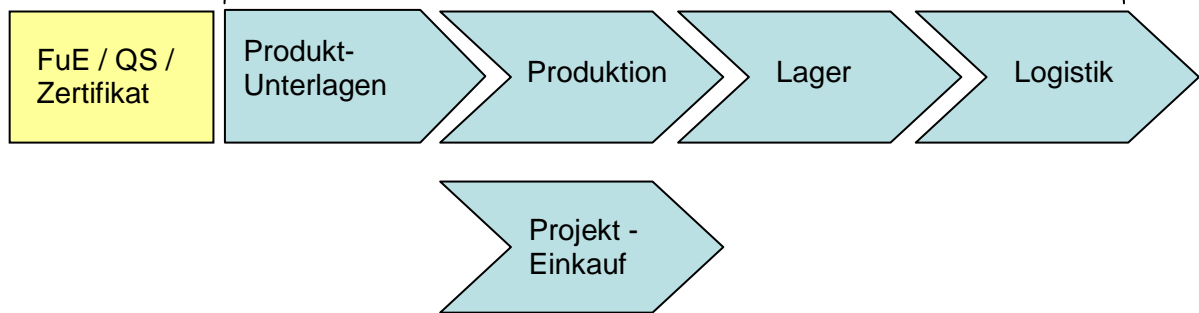 FuE / QS /
Zertifikat
Produkt-
Unterlagen
Produktion
Lager
Logistik
Projekt -
Einkauf